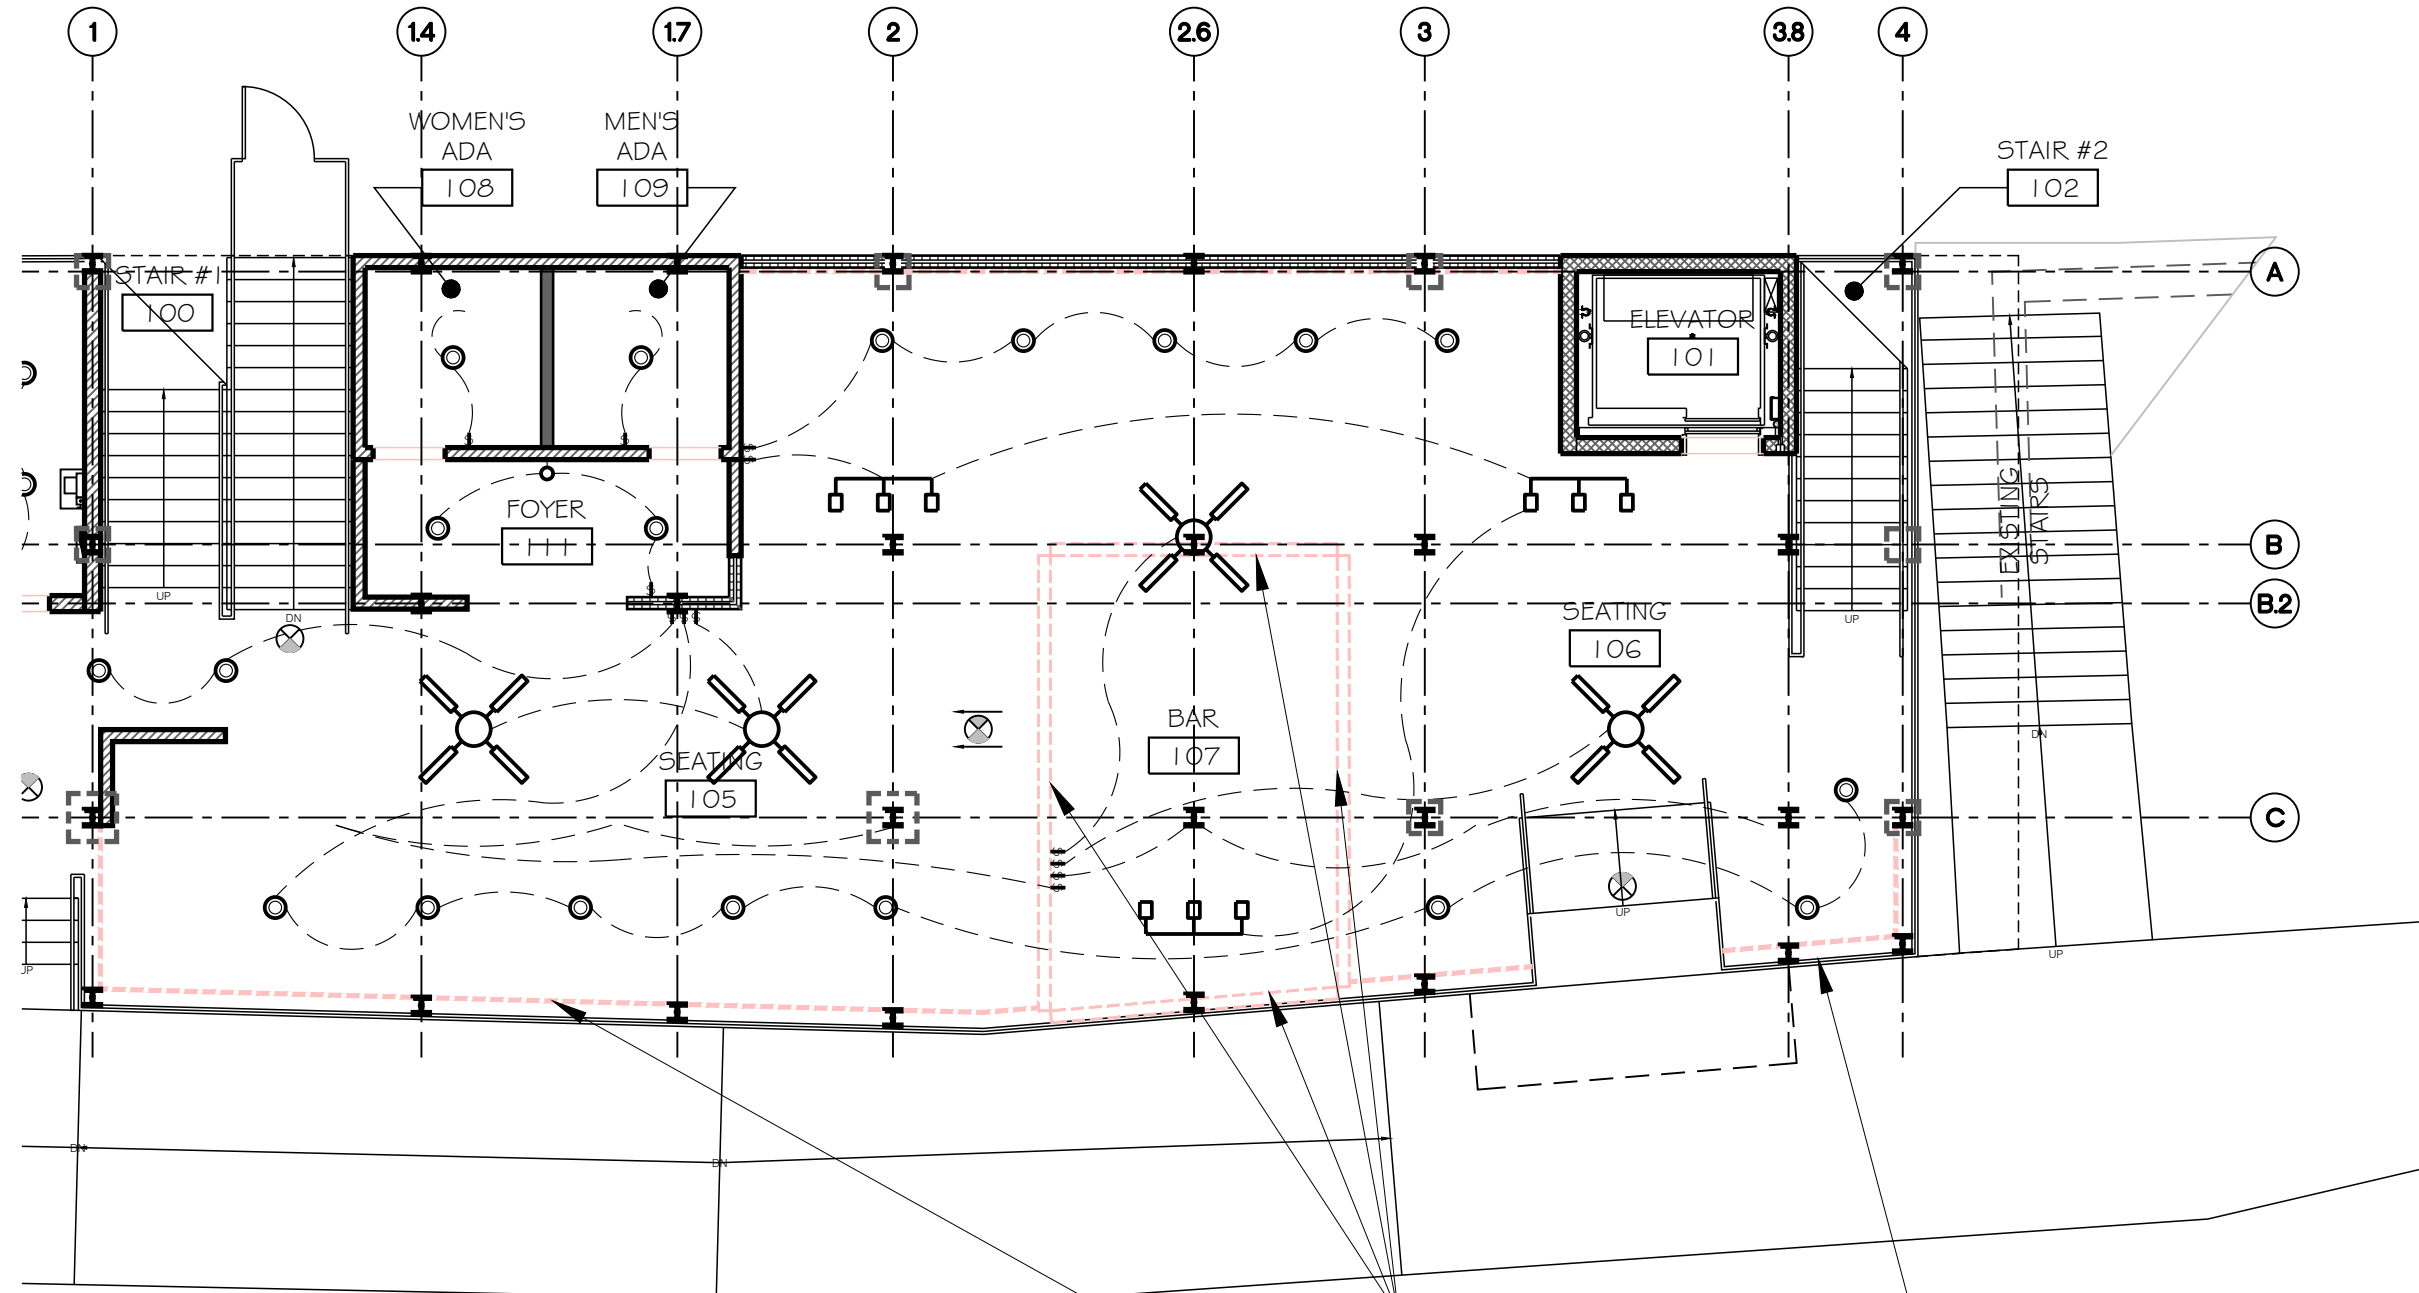 1
1.4
1.7
2
2.6
3
3.8
4
WOMEN'S
ADA
108
MEN'S
ADA
109
STAIR #2
102
STAIR #1
100
A
ELEVATOR
101
S
S
S
S
EXISTING
STAIRS
FOYER
111
B
S
UP
B.2
SEATING
106
DN
S
S
S
UP
BAR
107
DN
SEATING
105
C
S
S
S
S
UP
UP
UP
DN
DN